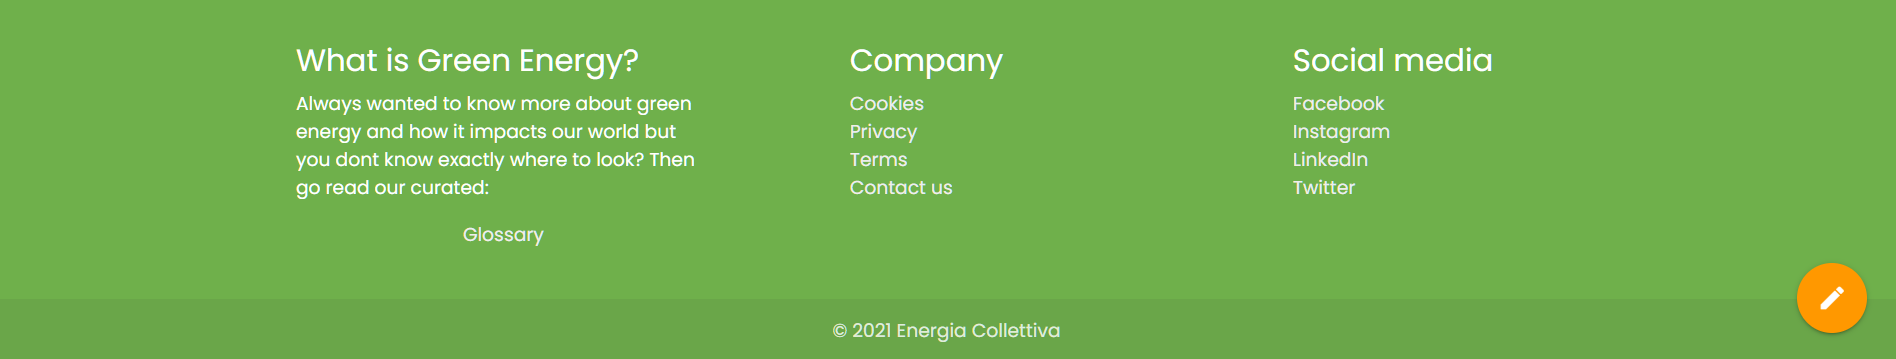 What is Green Energy?
Always wanted to know more about green
energy and how it impacts our world but
you dont know exactly where to look? Then
go read our curated:
Glossary
Company
Cookies
Privacy
Terms
Contact us
Social media
Facebook
Instagram
LinkedIn
Twitter
© 2021 Energia Collettiva